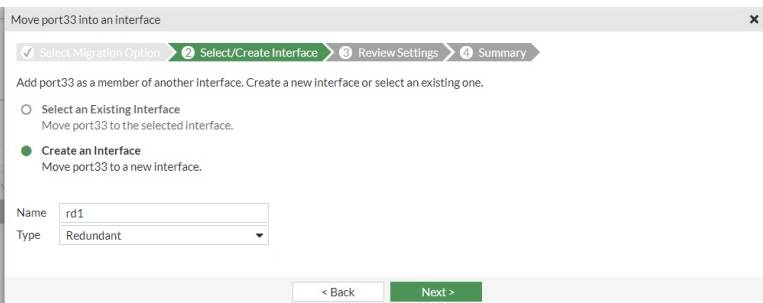 Move port33 into an interface
Select Migration Option 2 Select/Create Interface 3 Review Settings 4 Summary
Add port33 as a member of another interface. Create a new interface or select an existing one.
Select an Existing Interface
Move port33 to the selected interface.
Create an Interface
Move port33 to a new interface.
Name rd1
Type Redundant
< Back Next >